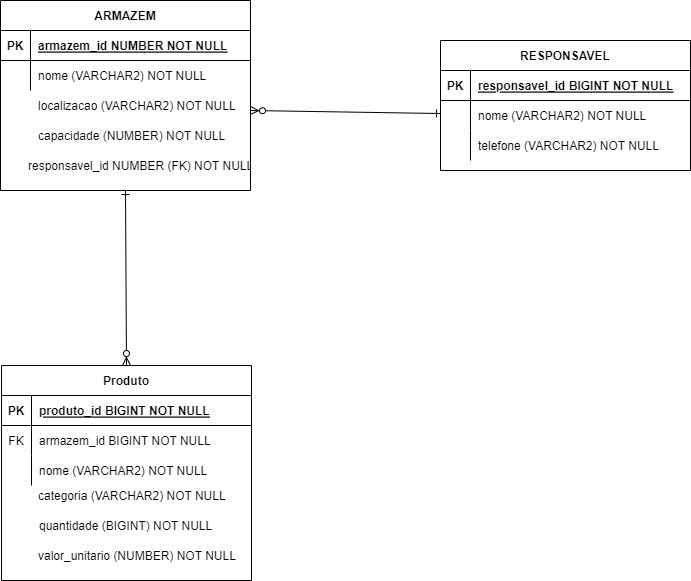 ARMAZEM
PK armazem_id NUMBER NOT NULL
nome (VARCHAR2) NOT NULL
localizacao (VARCHAR2) NOT NULL
capacidade (NUMBER) NOT NULL
responsavel_id NUMBER (FK) NOT NULL
RESPONSAVEL
PK responsavel_id BIGINT NOT NULL
nome (VARCHAR2) NOT NULL
telefone (VARCHAR2) NOT NULL
Produto
PK produto_id BIGINT NOT NULL
FK armazem_id BIGINT NOT NULL
nome (VARCHAR2) NOT NULL
categoria (VARCHAR2) NOT NULL
quantidade (BIGINT) NOT NULL
valor_unitario (NUMBER) NOT NULL